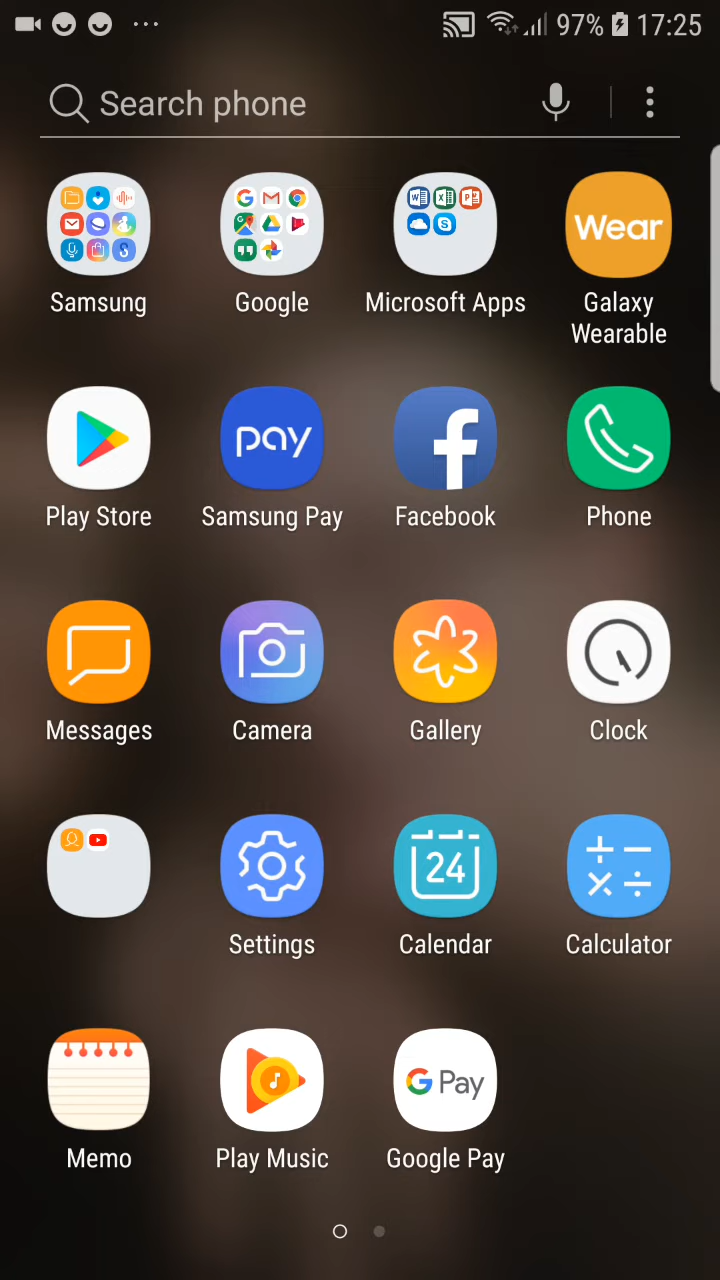 97% 17:25
Search phone
Wear
Samsung Google Microsoft Apps Galaxy
Wearable
pay
Play Store Samsung Pay Facebook Phone
Messages Camera Gallery Clock
24
Settings Calendar Calculator
G Pay
Memo Play Music Google Pay